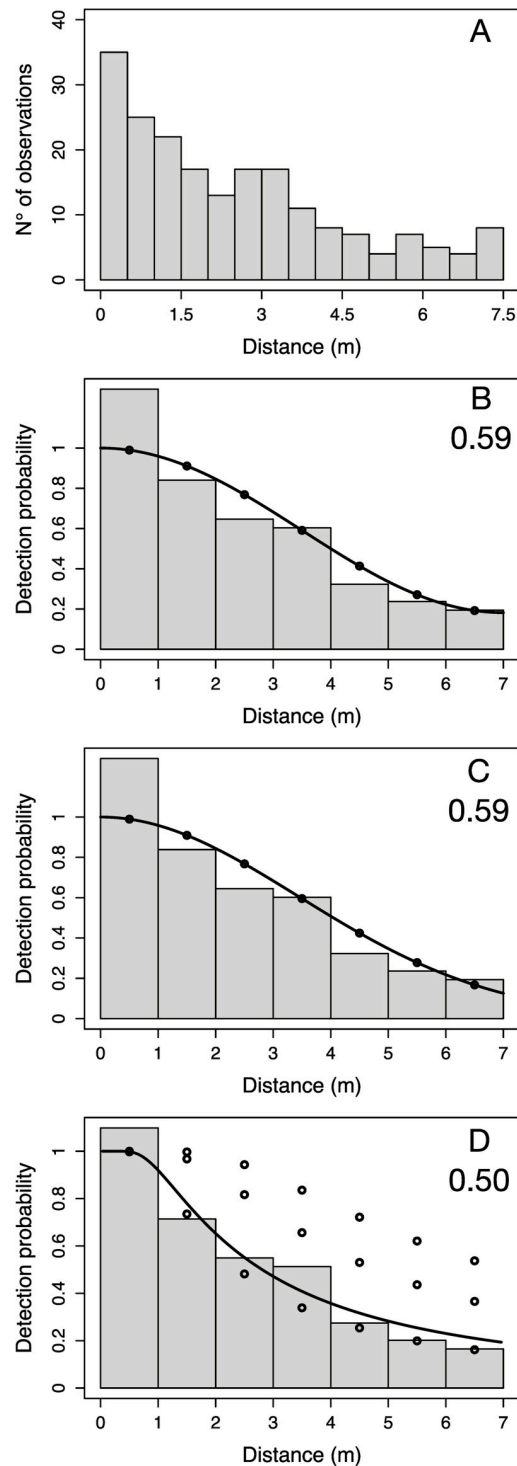 A
N° of observations
40
30
20
10
0
0 1.5 3 4.5 6 7.5
Distance (m)
B
0.59
Detection probability
1
0.8
0.6
0.4
0.2
0
0 1 2 3 4 5 6 7
Distance (m)
C
0.59
Detection probability
1
0.8
0.6
0.4
0.2
0
0 1 2 3 4 5 6 7
Distance (m)
D
0.50
Detection probability
1
0.8
0.6
0.4
0.2
0
0 1 2 3 4 5 6 7
Distance (m)